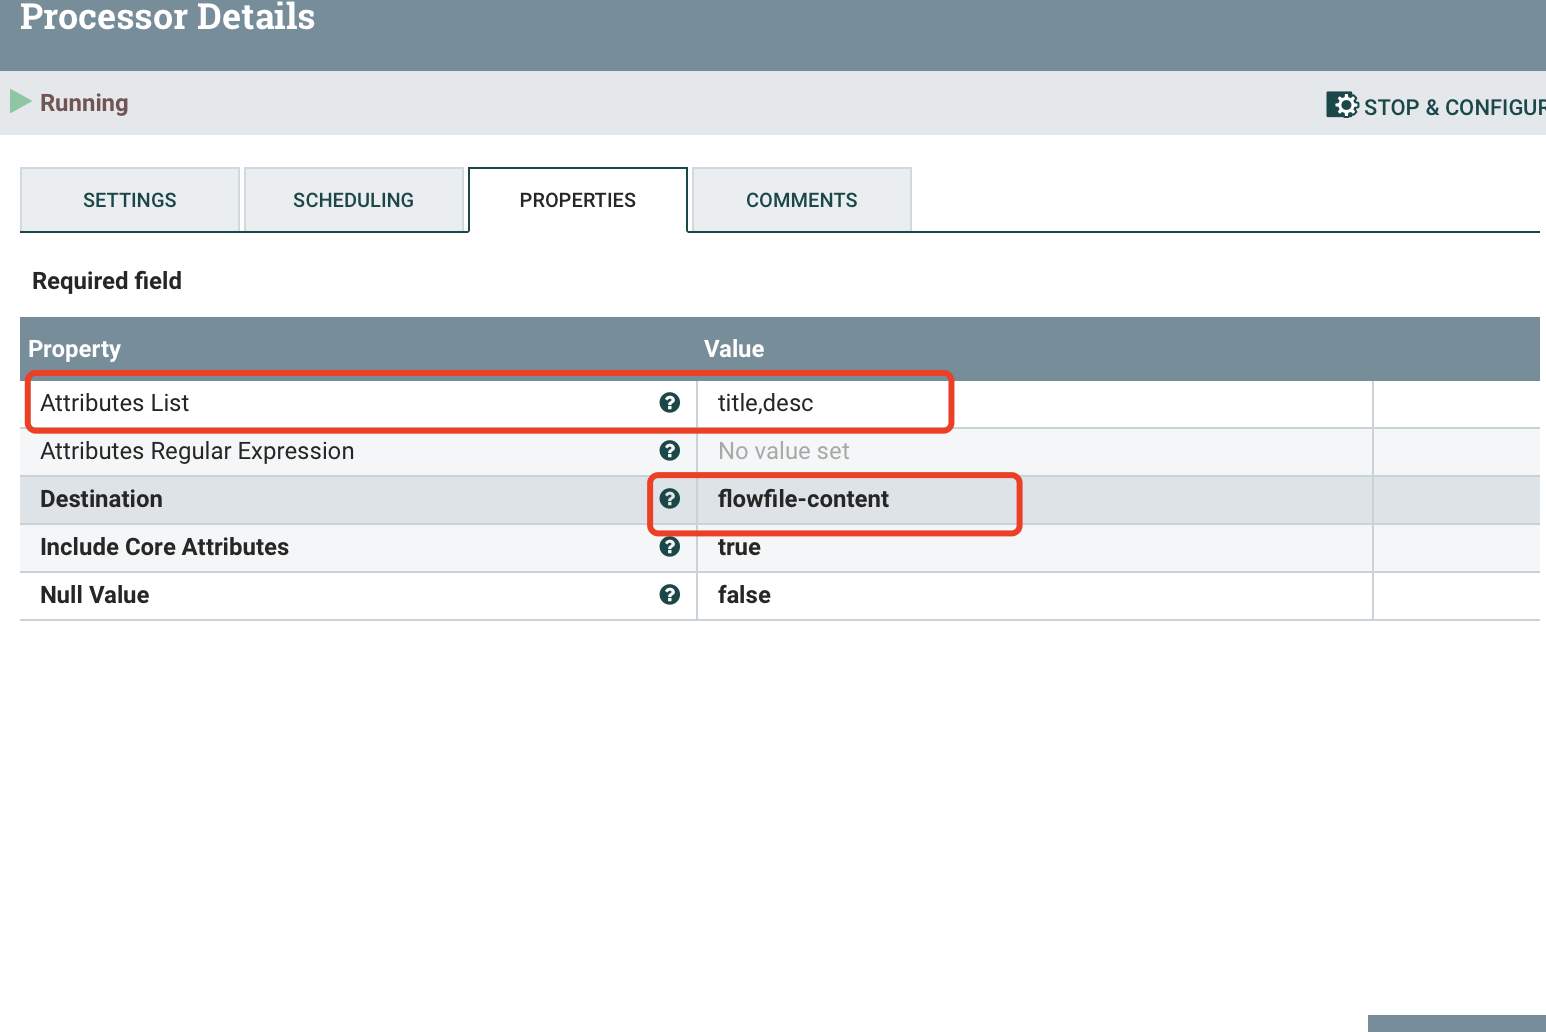 Processor Details
Running
STOP & CONFIGUR
SETTINGS SCHEDULING PROPERTIES COMMENTS
Required field
Property Value
Attributes List title,desc
Attributes Regular Expression No value set
Destination flowfile-content
Include Core Attributes true
Null Value false